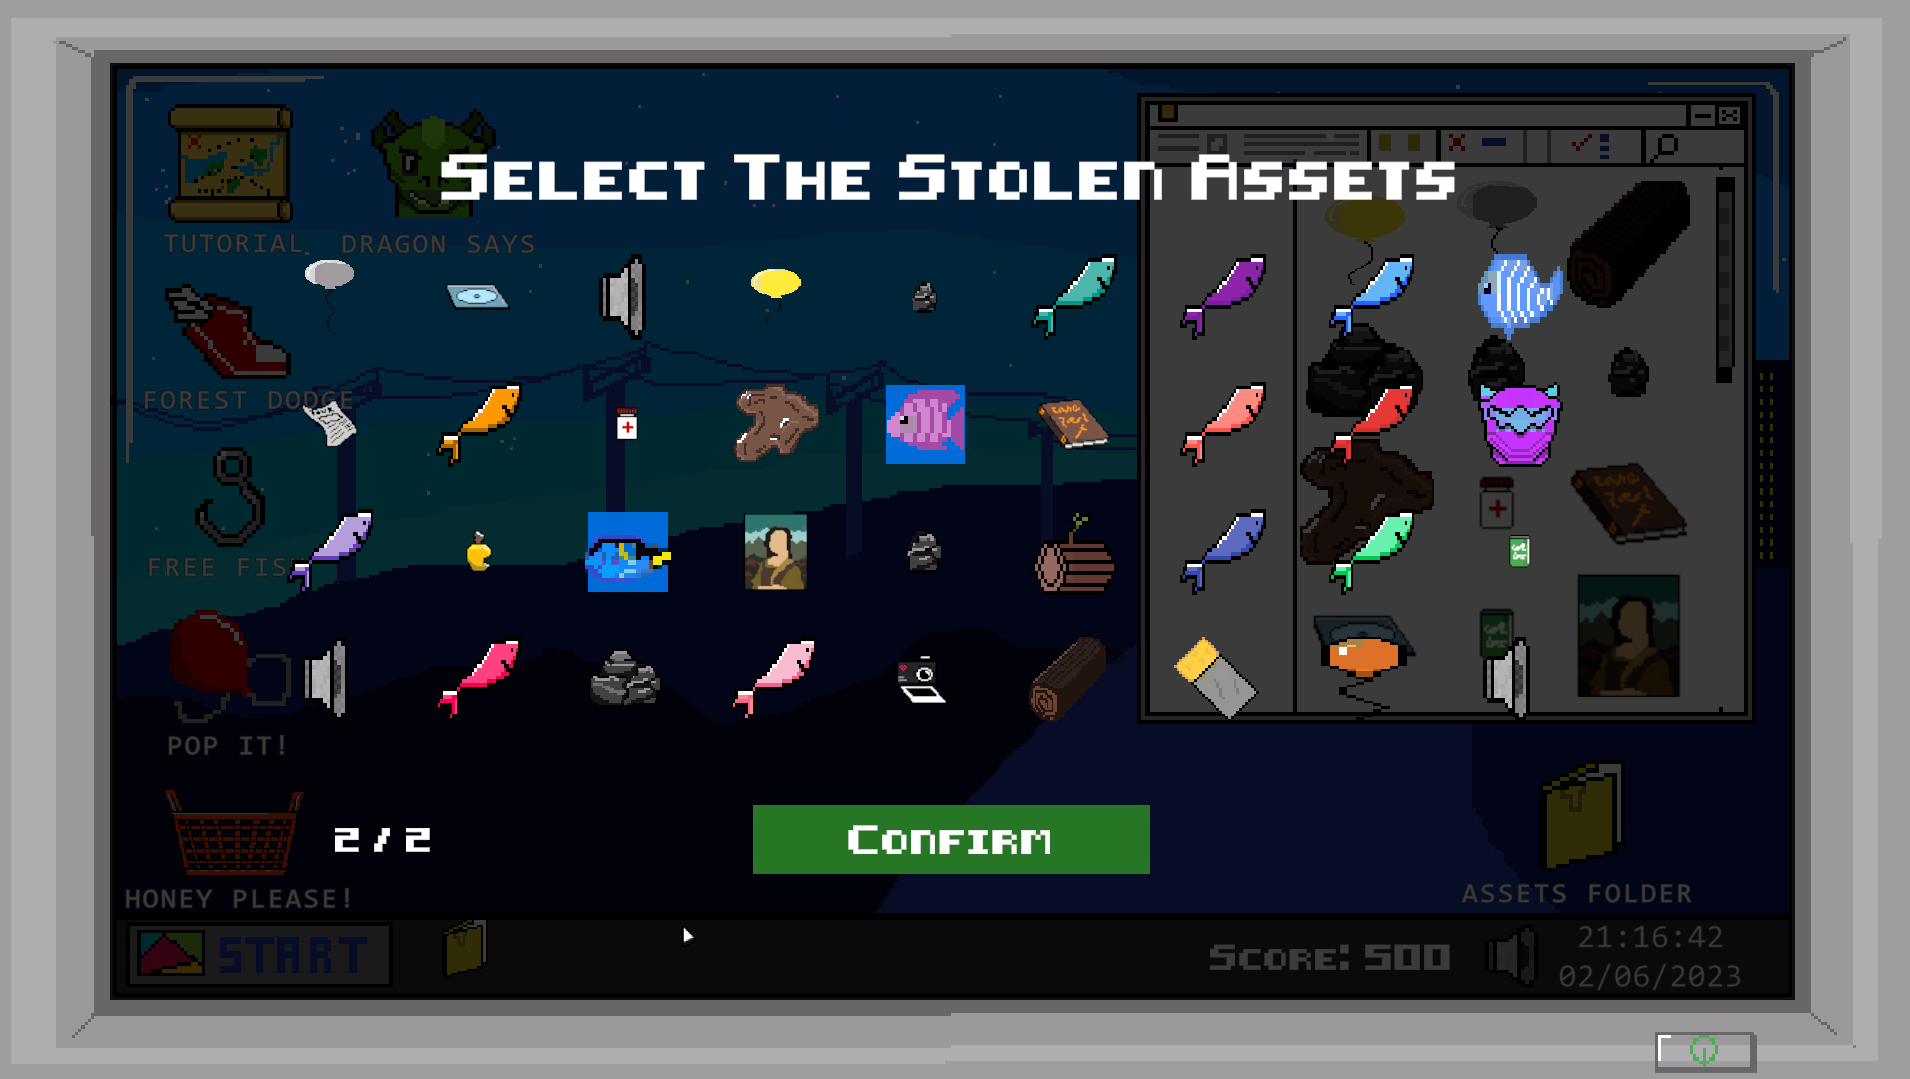 Select The Stolen Assets
TUTORIAL
DRAGON SAYS
FOREST DODGE
FREE FISH
POP IT!
2/2
Confirm
HONEY PLEASE!
ASSETS FOLDER
START
Score: 500
21:16:42
02/06/2023